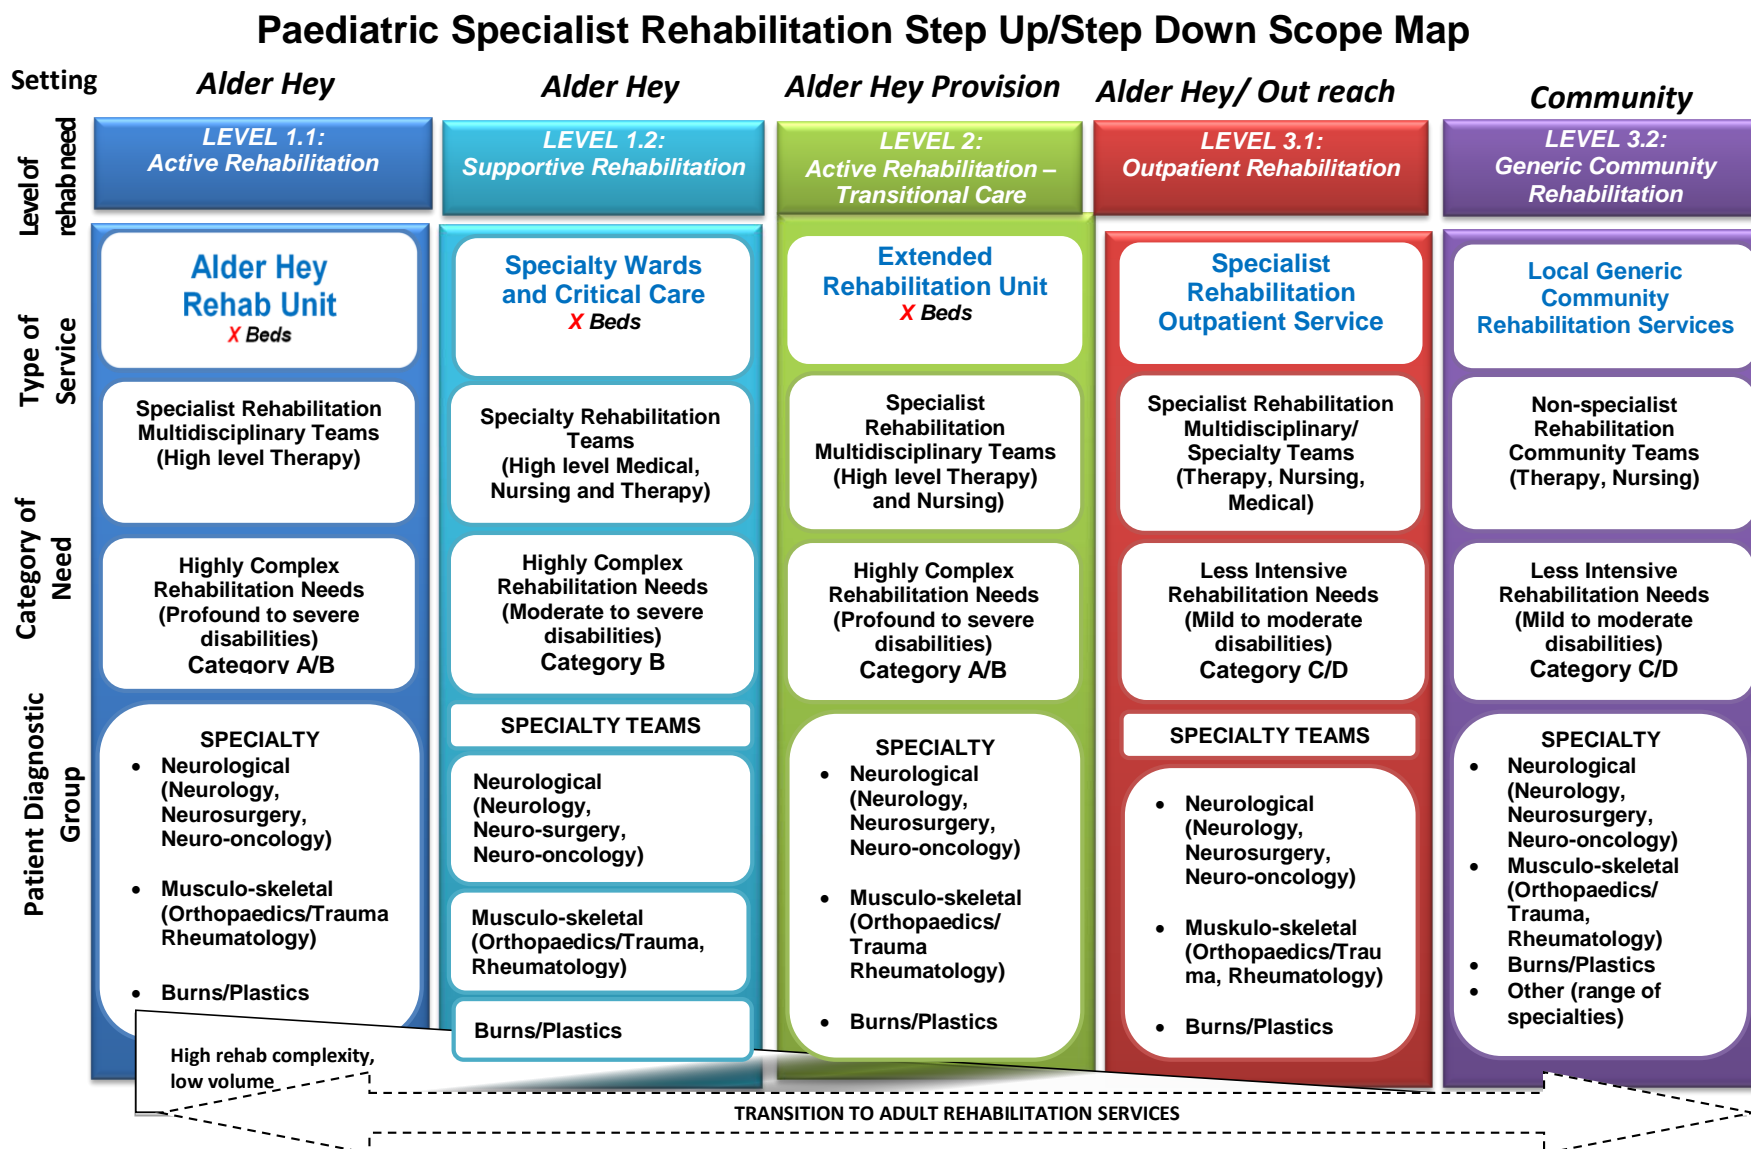 Paediatric Specialist Rehabilitation Step Up/Step Down Scope Map
Setting
Alder Hey
Alder Hey
Alder Hey Provision
Alder Hey/ Out reach
Community
Level of
rehab need
LEVEL 1.1:
Active Rehabilitation
LEVEL 1.2:
Supportive Rehabilitation
LEVEL 2:
Active Rehabilitation –
Transitional Care
LEVEL 3.1:
Outpatient Rehabilitation
LEVEL 3.2:
Generic Community
Rehabilitation
Type of
Service
Alder Hey
Rehab Unit
X Beds
Specialty Wards
and Critical Care
X Beds
Extended
Rehabilitation Unit
X Beds
Specialist
Rehabilitation
Outpatient Service
Local Generic
Community
Rehabilitation Services
Specialist Rehabilitation
Multidisciplinary Teams
(High level Therapy)
Specialty Rehabilitation
Teams
(High level Medical,
Nursing and Therapy)
Specialist
Rehabilitation
Multidisciplinary Teams
(High level Therapy)
and Nursing)
Specialist Rehabilitation
Multidisciplinary/
Specialty Teams
(Therapy, Nursing,
Medical)
Non-specialist
Rehabilitation
Community Teams
(Therapy, Nursing)
Category of
Need
Highly Complex
Rehabilitation Needs
(Profound to severe
disabilities)
Category A/B
Highly Complex
Rehabilitation Needs
(Moderate to severe
disabilities)
Category B
Highly Complex
Rehabilitation Needs
(Profound to severe
disabilities)
Category A/B
Less Intensive
Rehabilitation Needs
(Mild to moderate
disabilities)
Category C/D
Less Intensive
Rehabilitation Needs
(Mild to moderate
disabilities)
Category C/D
Patient Diagnostic
Group
SPECIALTY
• Neurological
(Neurology,
Neurosurgery,
Neuro-oncology)
• Musculo-skeletal
(Orthopaedics/Trauma
Rheumatology)
• Burns/Plastics
SPECIALTY TEAMS
Neurological
(Neurology,
Neuro-surgery,
Neuro-oncology)
Musculo-skeletal
(Orthopaedics/Trauma,
Rheumatology)
Burns/Plastics
SPECIALTY
• Neurological
(Neurology,
Neurosurgery,
Neuro-oncology)
• Musculo-skeletal
(Orthopaedics/
Trauma
Rheumatology)
• Burns/Plastics
SPECIALTY TEAMS
• Neurological
(Neurology,
Neurosurgery,
Neuro-oncology)
• Muskulo-skeletal
(Orthopaedics/Trau
ma, Rheumatology)
• Burns/Plastics
SPECIALTY
• Neurological
(Neurology,
Neurosurgery,
Neuro-oncology)
• Musculo-skeletal
(Orthopaedics/
Trauma,
Rheumatology)
• Burns/Plastics
• Other (range of
specialties)
High rehab complexity,
low volume
TRANSITION TO ADULT REHABILITATION SERVICES